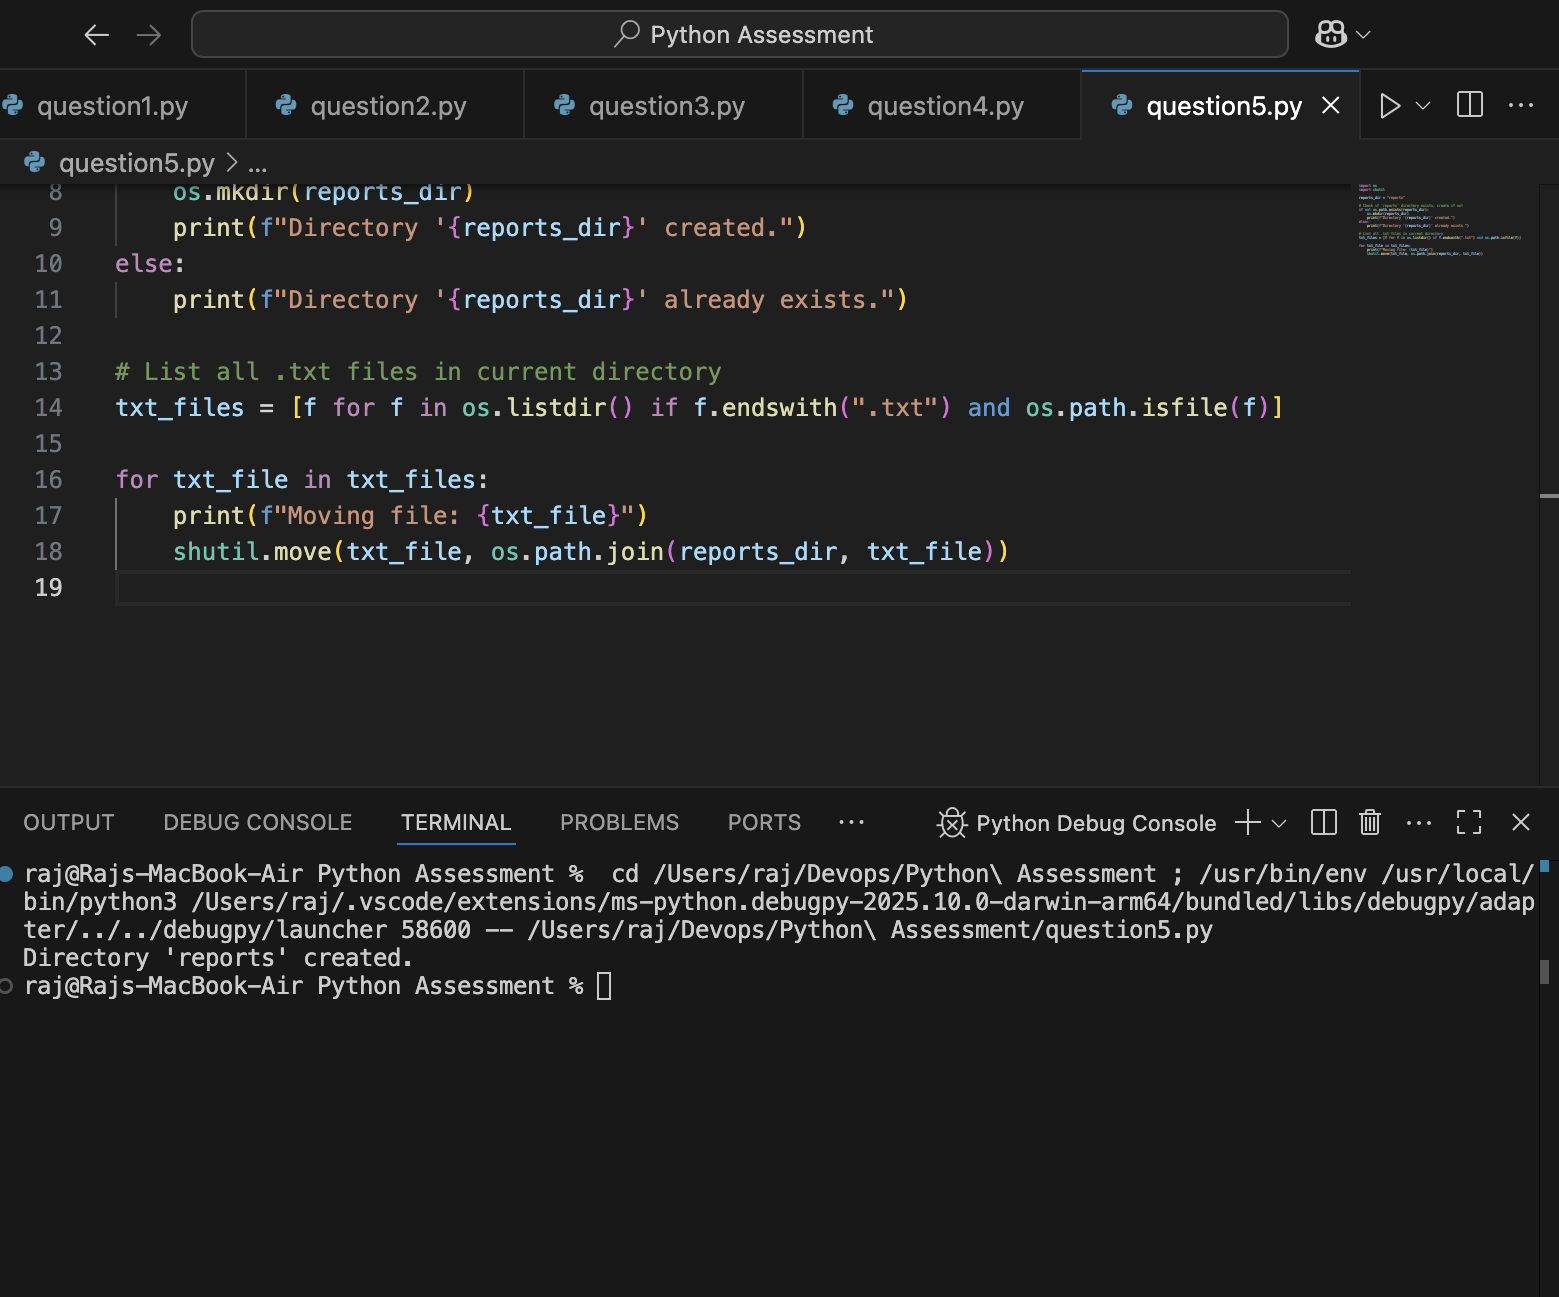 Python Assessment
question1.py
question2.py
question3.py
question4.py
question5.py
question5.py > ...
8 os.mkdir(reports_dir)
9 print(f"Directory '{reports_dir}' created.")
10 else:
11 print(f"Directory '{reports_dir}' already exists.")
12
13 # List all .txt files in current directory
14 txt_files = [f for f in os.listdir() if f.endswith(".txt") and os.path.isfile(f)]
15
16 for txt_file in txt_files:
17 print(f"Moving file: {txt_file}")
18 shutil.move(txt_file, os.path.join(reports_dir, txt_file))
19
OUTPUT DEBUG CONSOLE TERMINAL PROBLEMS PORTS ... Python Debug Console
raj@Rajs-MacBook-Air Python Assessment %  cd /Users/raj/Devops/Python\ Assessment ; /usr/bin/env /usr/local/
bin/python3 /Users/raj/.vscode/extensions/ms-python.debugpy-2025.10.0-darwin-arm64/bundled/libs/debugpy/adap
ter/../../debugpy/launcher 58600 -- /Users/raj/Devops/Python\ Assessment/question5.py
Directory 'reports' created.
raj@Rajs-MacBook-Air Python Assessment %